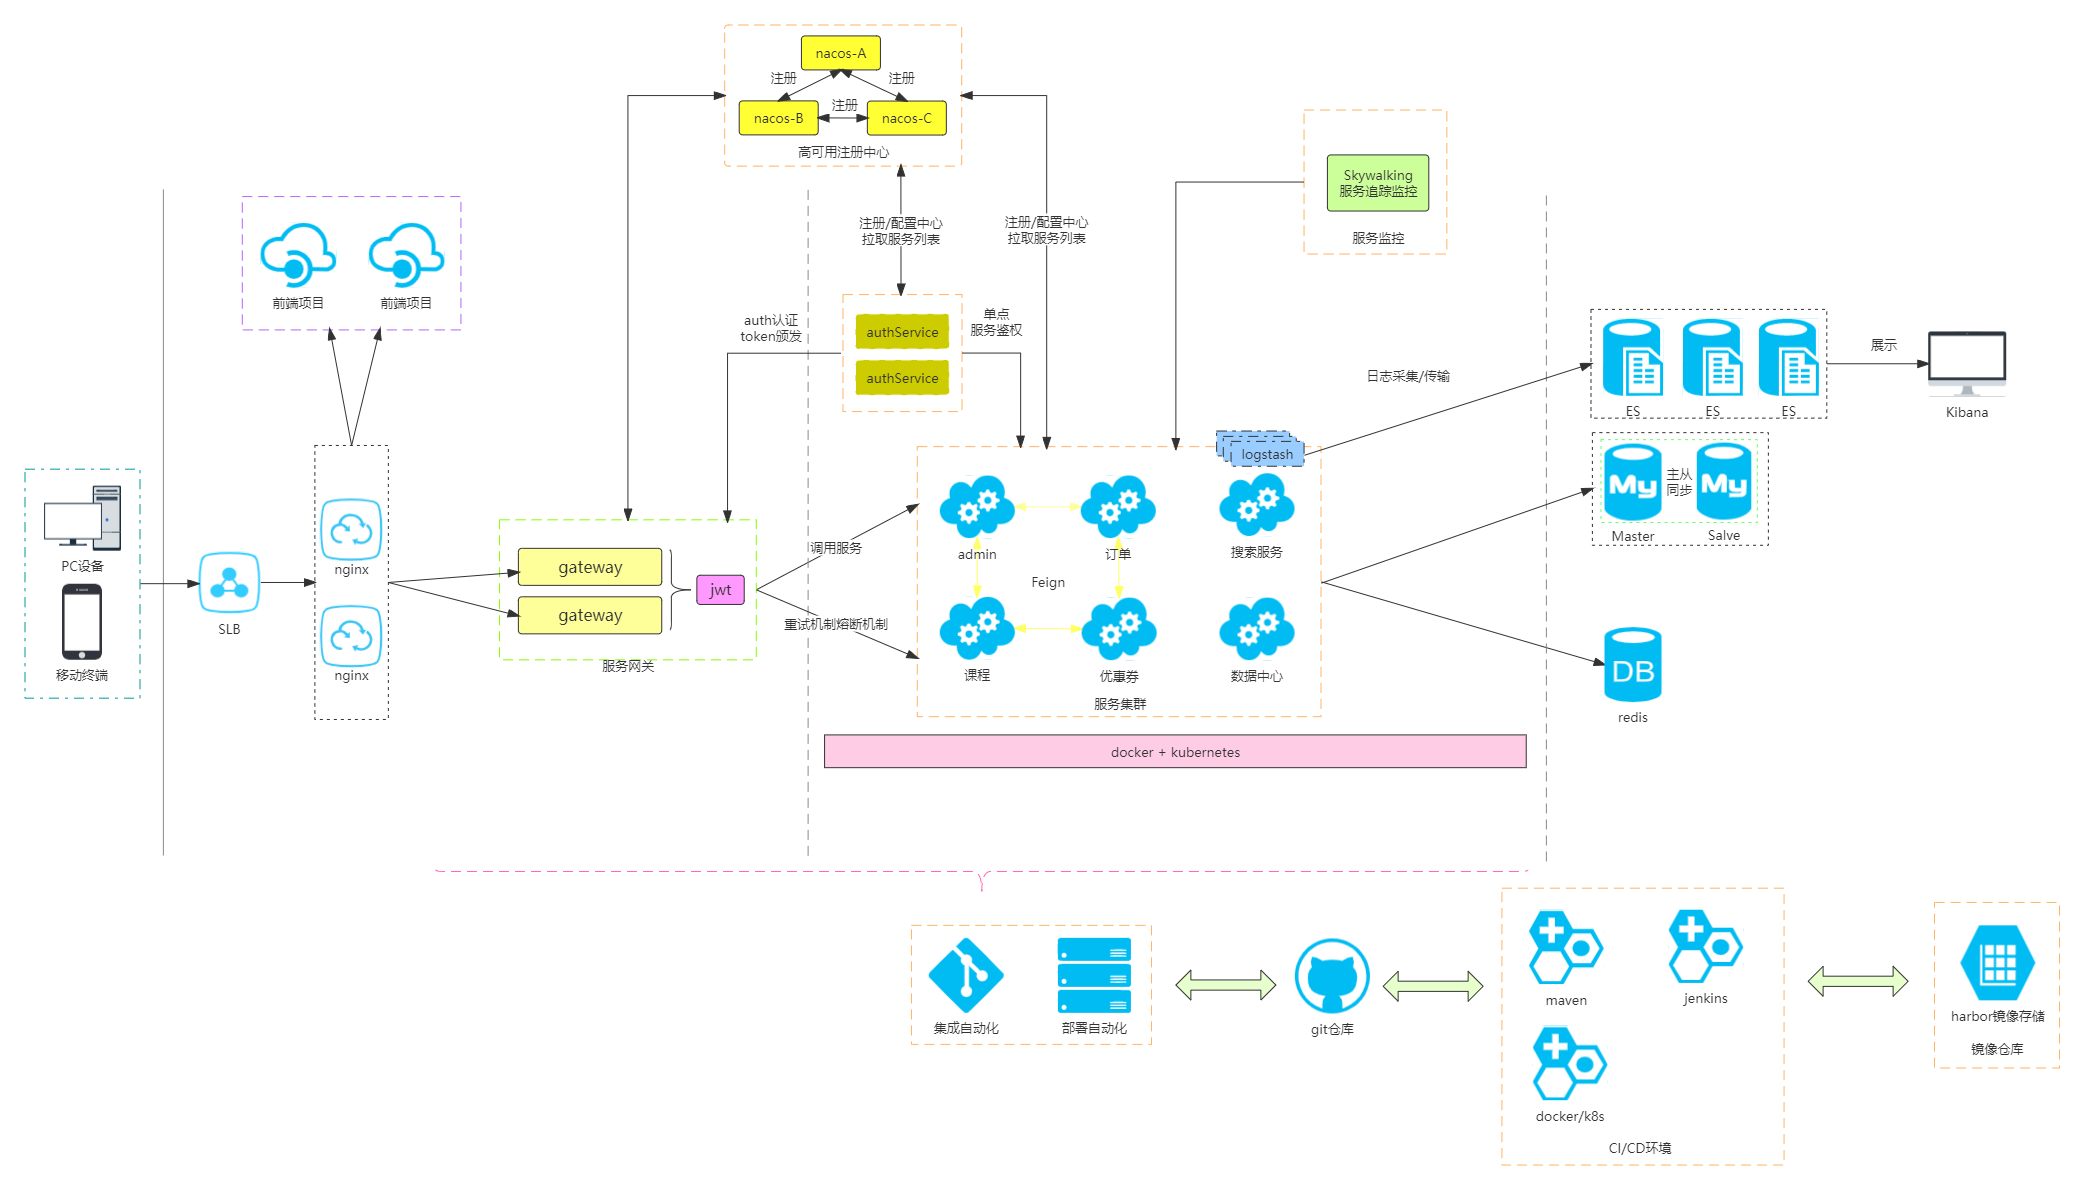 nacos-A
注册
注册
注册
nacos-B
nacos-C
高可用注册中心
Skywalking
服务追踪监控
服务监控
注册/配置中心
拉取服务列表
注册/配置中心
拉取服务列表
前端项目
前端项目
auth认证
token颁发
authService
authService
单点
服务鉴权
日志采集/传输
ES
ES
ES
展示
Kibana
PC设备
移动终端
SLB
nginx
nginx
gateway
gateway
jwt
服务网关
调用服务
重试机制熔断机制
logstash
admin
订单
搜索服务
Feign
课程
优惠券
数据中心
服务集群
My
主从
同步
My
Master
Salve
DB
redis
docker + kubernetes
集成自动化
部署自动化
git仓库
maven
jenkins
docker/k8s
CI/CD环境
harbor镜像存储
镜像仓库